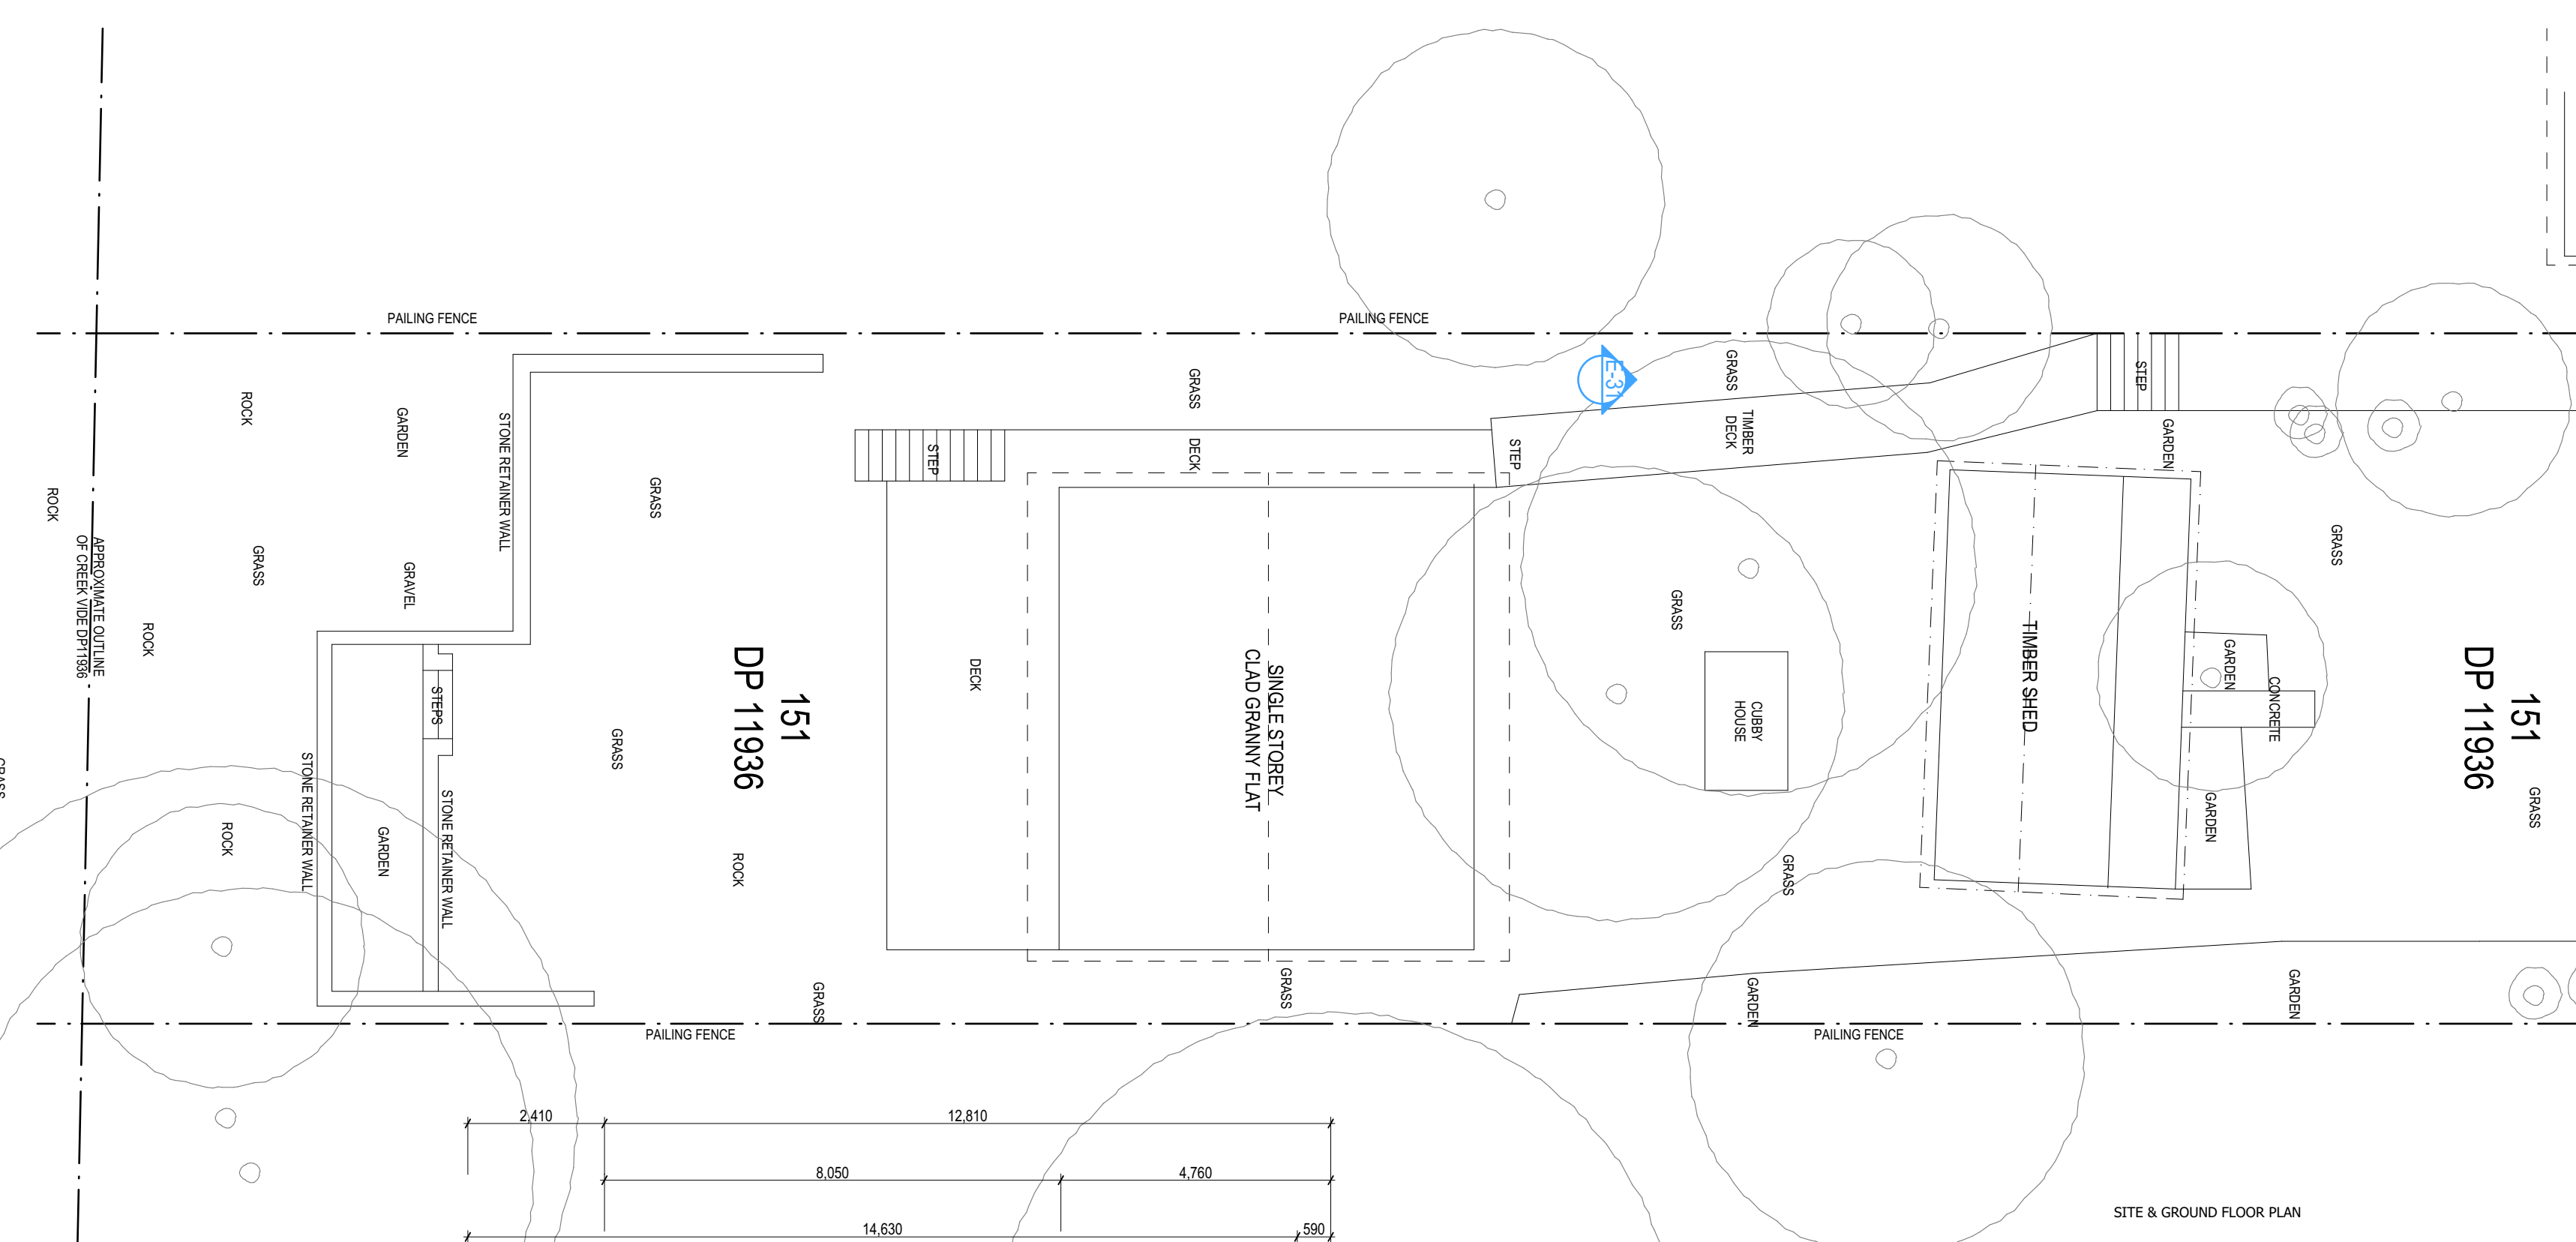 PAILING FENCE
PAILING FENCE
ROCK
GARDEN
STONE RETAINER WALL
GRASS
E-31
GRASS
STEP
ROCK
GRASS
STEP
DECK
STEP
TIMBER
DECK
GARDEN
APPROXIMATE OUTLINE
OF CREEK VIDE DP11936
GRASS
GRAVEL
GRASS
GRASS
ROCK
STEPS
151
DP 11936
DECK
SINGLE STOREY
CLAD GRANNY FLAT
CUBBY
HOUSE
TIMBER SHED
GARDEN
CONCRETE
151
DP 11936
GRASS
STONE RETAINER WALL
GRASS
ROCK
GARDEN
STONE RETAINER WALL
ROCK
GRASS
GARDEN
GRASS
GRASS
GRASS
GARDEN
GARDEN
PAILING FENCE
PAILING FENCE
2,410
12,810
8,050
4,760
14,630
590
SITE & GROUND FLOOR PLAN